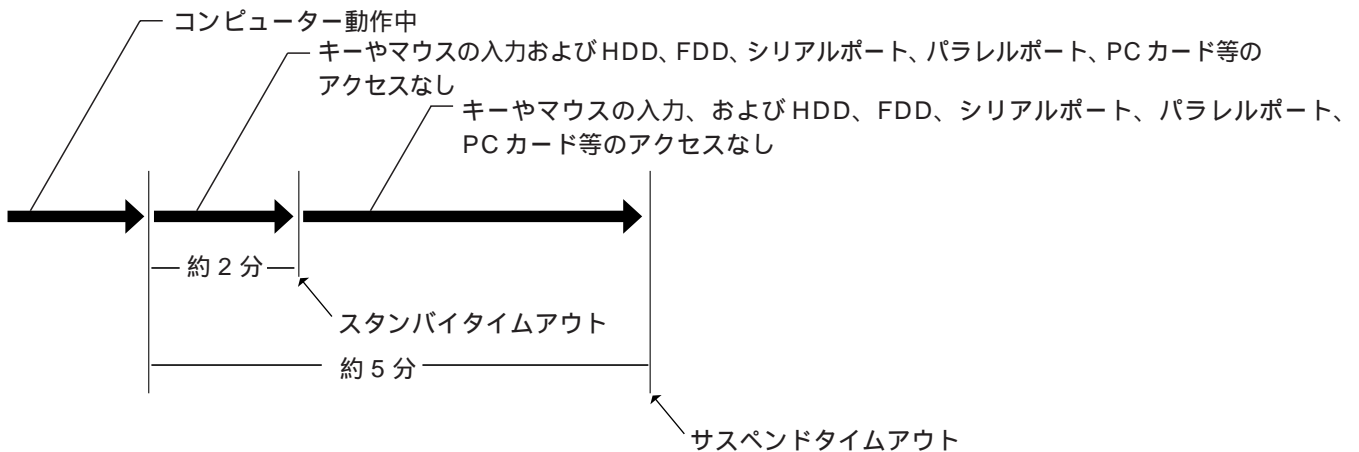 コンピューター動作中
キーやマウスの入力およびHDD、FDD、シリアルポート、パラレルポート、PCカード等の
アクセスなし
キーやマウスの入力、およびHDD、FDD、シリアルポート、パラレルポート、
PCカード等のアクセスなし
約2分
スタンバイタイムアウト
約5分
サスペンドタイムアウト